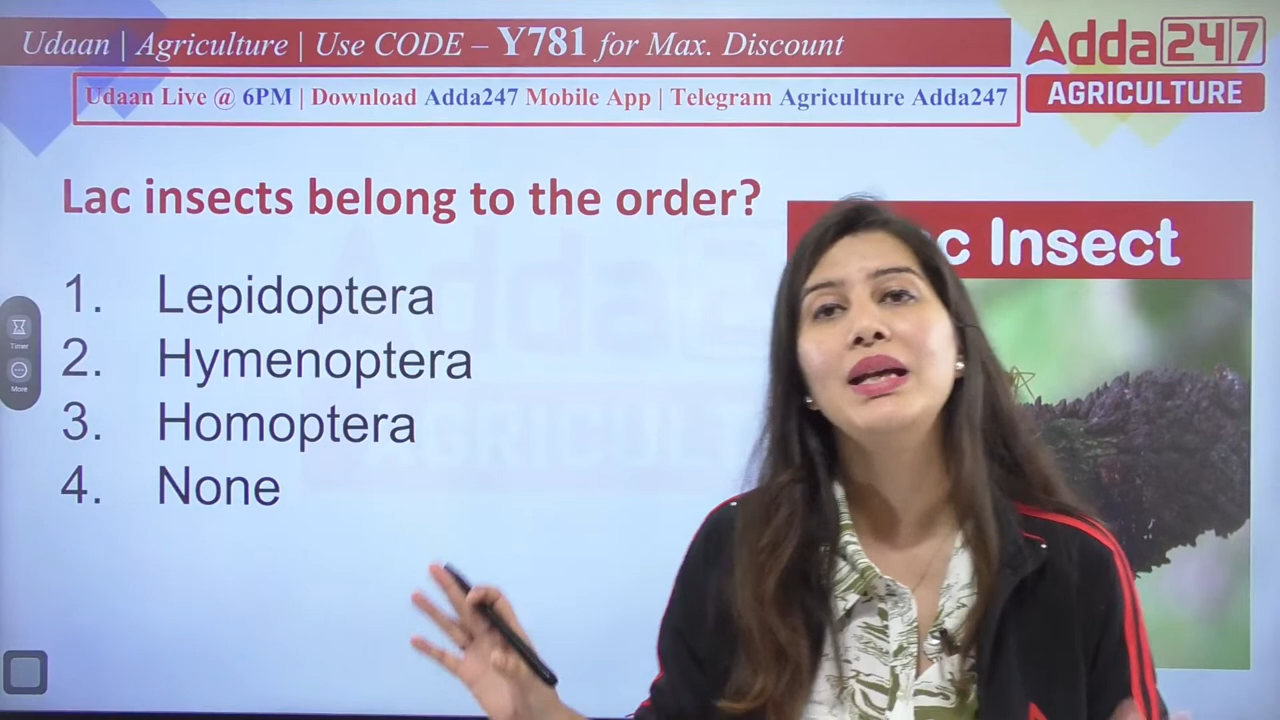 Udaan | Agriculture | Use CODE – Y781 for Max. Discount
Adda247
Udaan Live @ 6PM | Download Adda247 Mobile App | Telegram Agriculture Adda247
AGRICULTURE
Lac insects belong to the order?
Insect
1. Lepidoptera
2. Hymenoptera
3. Homoptera
4. None
Timer
More